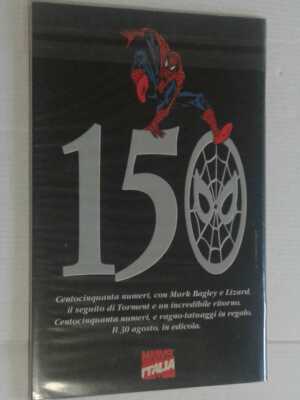 150
Centocinquanta numeri, con Mark Bagley e Lizard,
il seguito di Torment e un incredibile ritorno.
Centocinquanta numeri, e ragno-tatuaggi in regalo.
Il 30 agosto, in edicola.
MARVEL
ITALIA